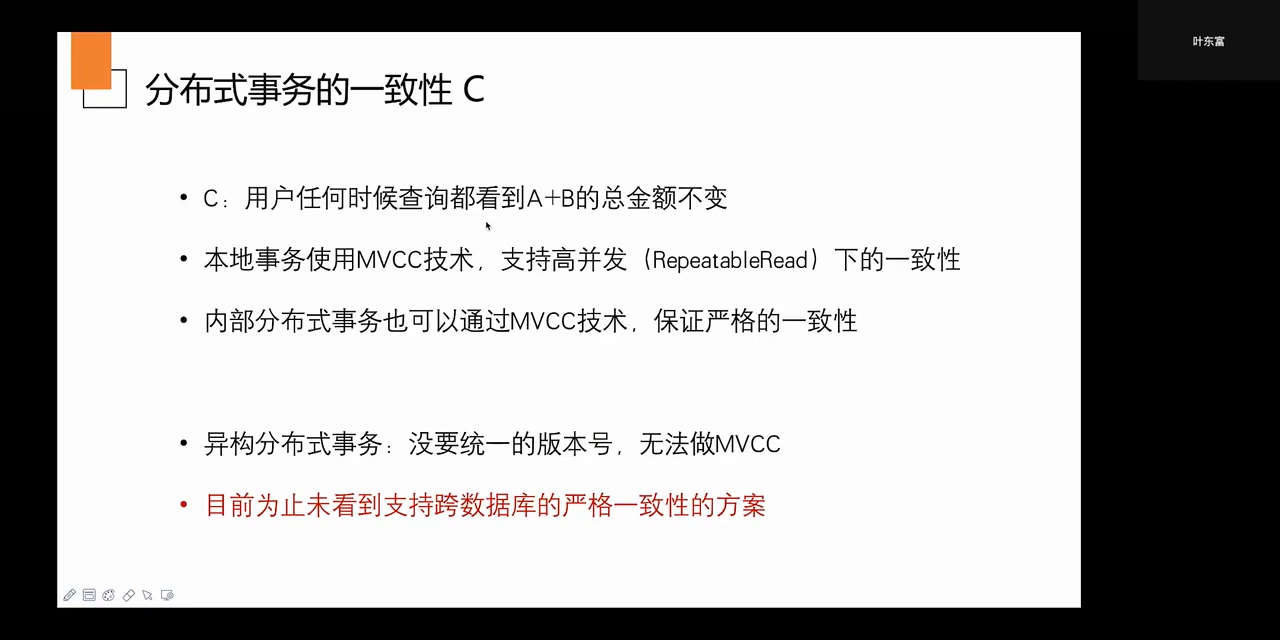 叶东富
分布式事务的一致性 C
• C：用户任何时候查询都看到A+B的总金额不变
• 本地事务使用MVCC技术，支持高并发（RepeatableRead）下的一致性
• 内部分布式事务也可以通过MVCC技术，保证严格的一致性
• 异构分布式事务：没要统一的版本号，无法做MVCC
• 目前为止未看到支持跨数据库的严格一致性的方案